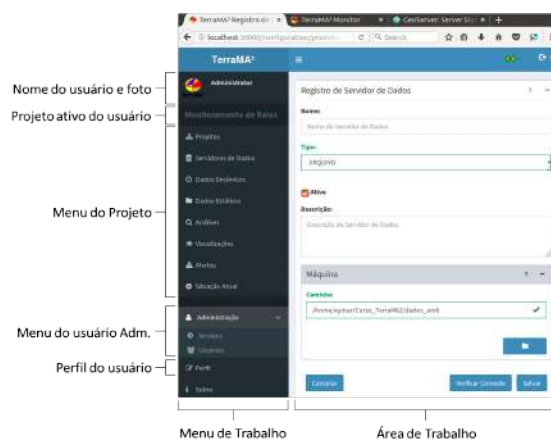 TerraMA² Registro de
TerraMA² Monitor
GeoServer: Server Sta
localhost:36000/configuration/provider
Search
TerraMA²
Nome do usuário e foto
Administrator
Registro de Servidor de Dados
Projeto ativo do usuário
Monitoramento de Raios
Nome:
Nome do Servidor de Dados
Projetos
Tipo:
Servidores de Dados
ARQUIVO
Dados Dinâmicos
Ativo
Dados Estáticos
Descrição:
Menu do Projeto
Análises
Descrição do Servidor de Dados
Visualizações
Alertas
Máquina
Situação Atual
Caminho
Menu do usuário Adm.
Administração
Serviços
Usuários
Perfil do usuário
Perfil
Sobre
Cancelar
Verificar Conexão
Salvar
Menu de Trabalho
Área de Trabalho